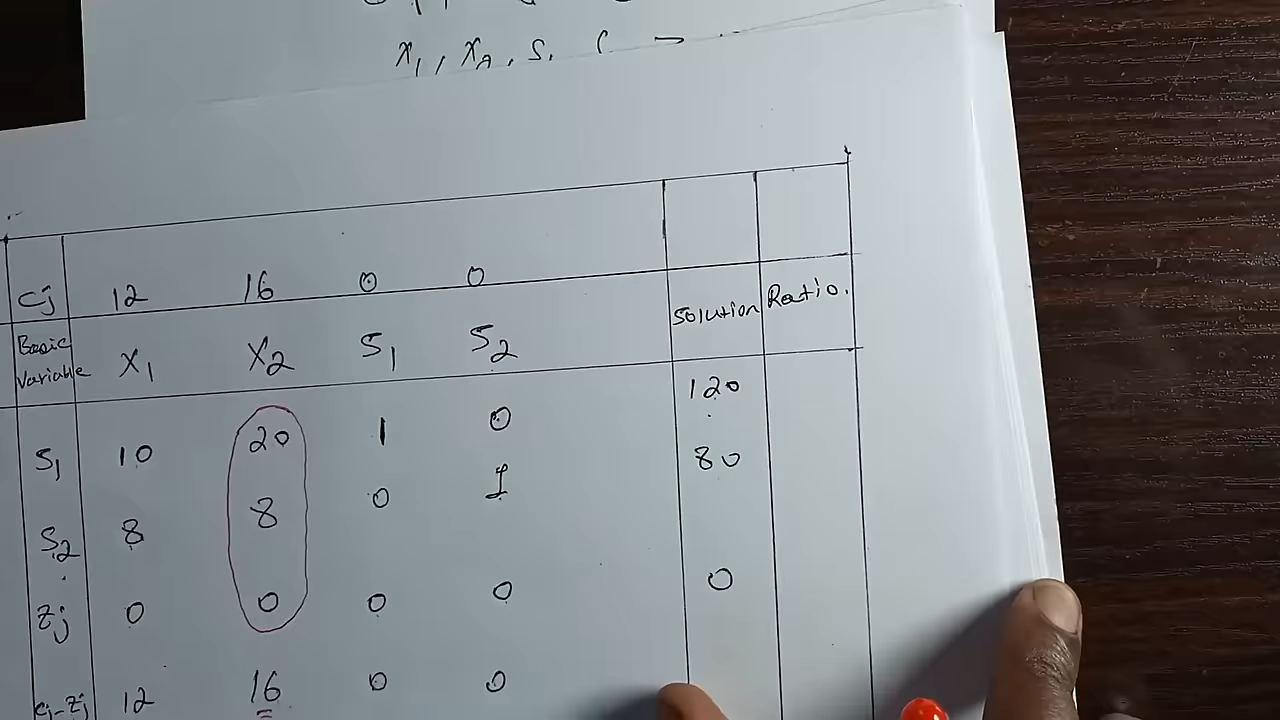 X1, XA, S,
Cj 12 16 0 0
Basic Variable X1 X2 S1 S2 Solution Ratio.
S1 10 20 1 0 120
S2 8 8 0 1 80
Zj 0 0 0 0 0
Cj-Zj 12 16 0 0